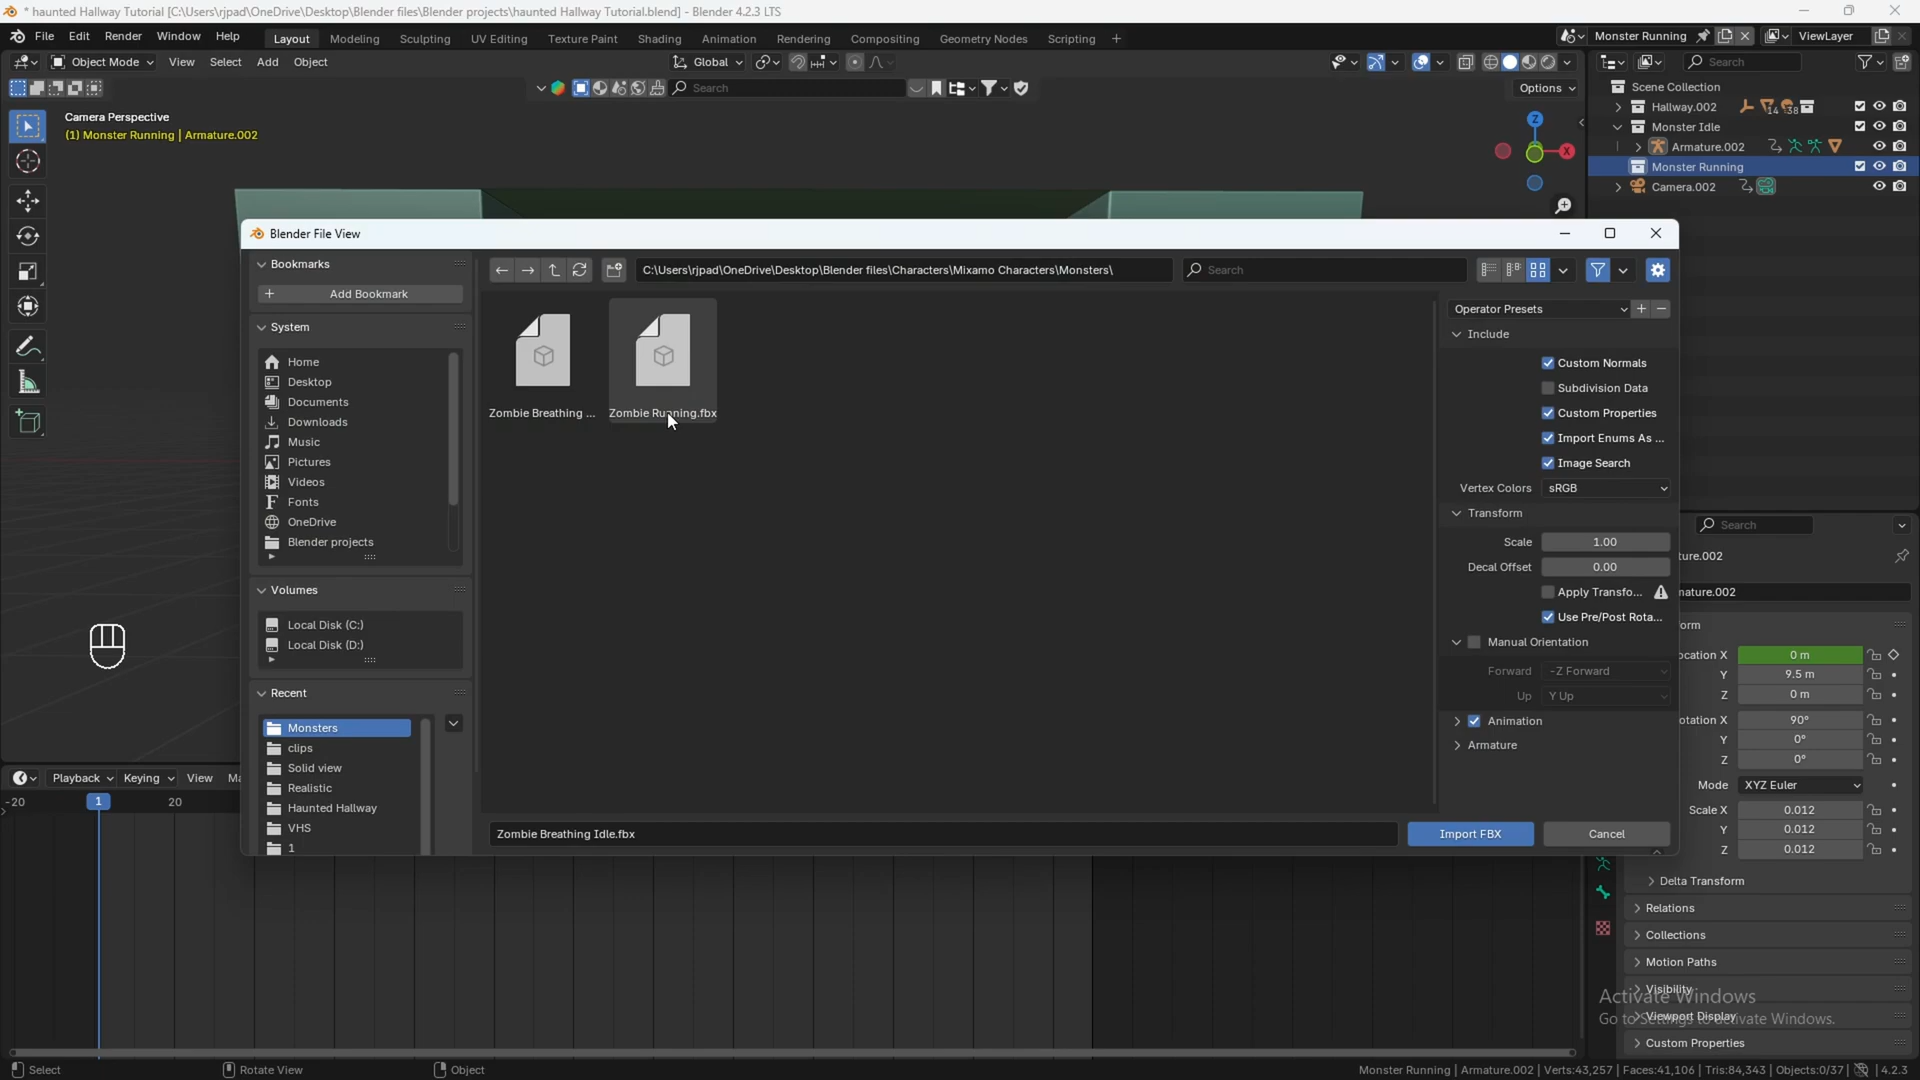 * haunted Hallway Tutorial [C:\Users\rjpad\OneDrive\Desktop\Blender files\Blender projects\haunted Hallway Tutorial.blend] - Blender 4.2.3 LTS
File Edit Render Window Help Layout Modeling Sculpting UV Editing Texture Paint Shading Animation Rendering Compositing Geometry Nodes Scripting + Monster Running ViewLayer
Object Mode View Select Add Object Global Search
Search Options
Camera Perspective
(1) Monster Running | Armature.002
Z
X
Scene Collection
Hallway.002 14 38
Monster Idle
Armature.002
Monster Running
Camera.002
Blender File View
Bookmarks
Add Bookmark
System
Home
Desktop
Documents
Downloads
Music
Pictures
Videos
Fonts
OneDrive
Blender projects
Volumes
Local Disk (C:)
Local Disk (D:)
Recent
Monsters
clips
Solid view
Realistic
Haunted Hallway
VHS
1
C:\Users\rjpad\OneDrive\Desktop\Blender files\Characters\Mixamo Characters\Monsters\ Search
Zombie Breathing ... Zombie Running.fbx
Operator Presets
Include
Custom Normals
Subdivision Data
Custom Properties
Import Enums As ...
Image Search
Vertex Colors sRGB
Transform
Scale 1.00
Decal Offset 0.00
Apply Transfo...
Use Pre/Post Rota...
Manual Orientation
Forward -Z Forward
Up Y Up
Animation
Armature
Zombie Breathing Idle.fbx Import FBX Cancel
Search
ture.002
nature.002
orm
ocation X 0 m
Y 9.5 m
Z 0 m
otation X 90°
Y 0°
Z 0°
Mode XYZ Euler
Scale X 0.012
Y 0.012
Z 0.012
Delta Transform
Relations
Collections
Motion Paths
Visibility
Viewport Display
Custom Properties
Activate Windows
Go to Settings to activate Windows.
Playback Keying View Ma
-20 1 20
Select Rotate View Object Monster Running | Armature.002 | Verts:43,257 | Faces:41,106 | Tris:84,343 | Objects:0/37 | 4.2.3